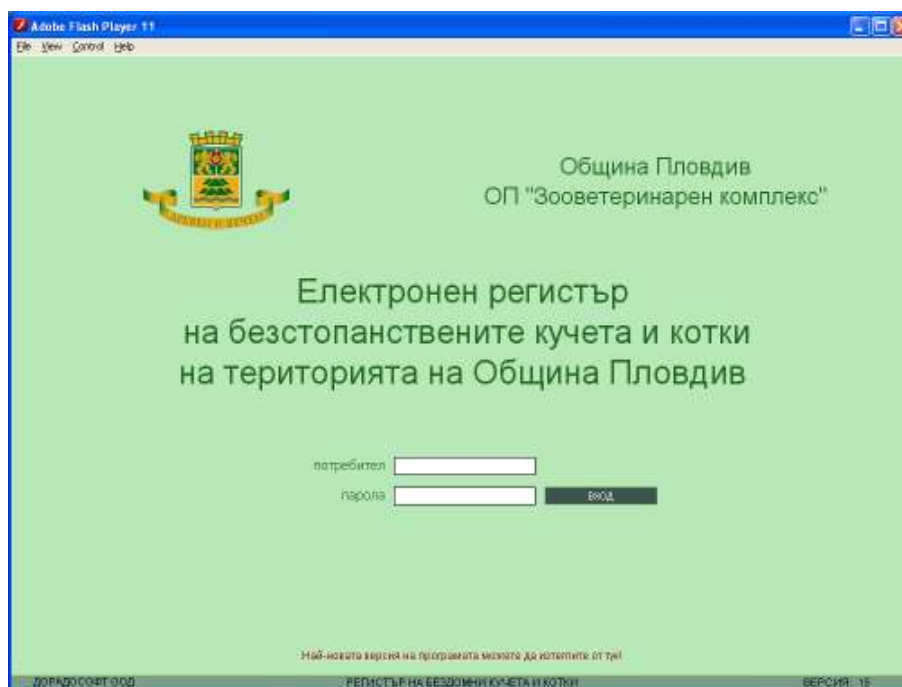 Adobe Flash Player 11
File View Control Help
ДРЕВЕН И ВЕЧЕН
Община Пловдив
ОП "Зооветеринарен комплекс"
Електронен регистър
на безстопанствените кучета и котки
на територията на Община Пловдив
потребител
парола
ВХОД
Най-новата версия на програмата можете да изтеглите от тук!
ДОРАДОСОФТ ООД
РЕГИСТЪР НА БЕЗДОМНИ КУЧЕТА И КОТКИ
ВЕРСИЯ: 15